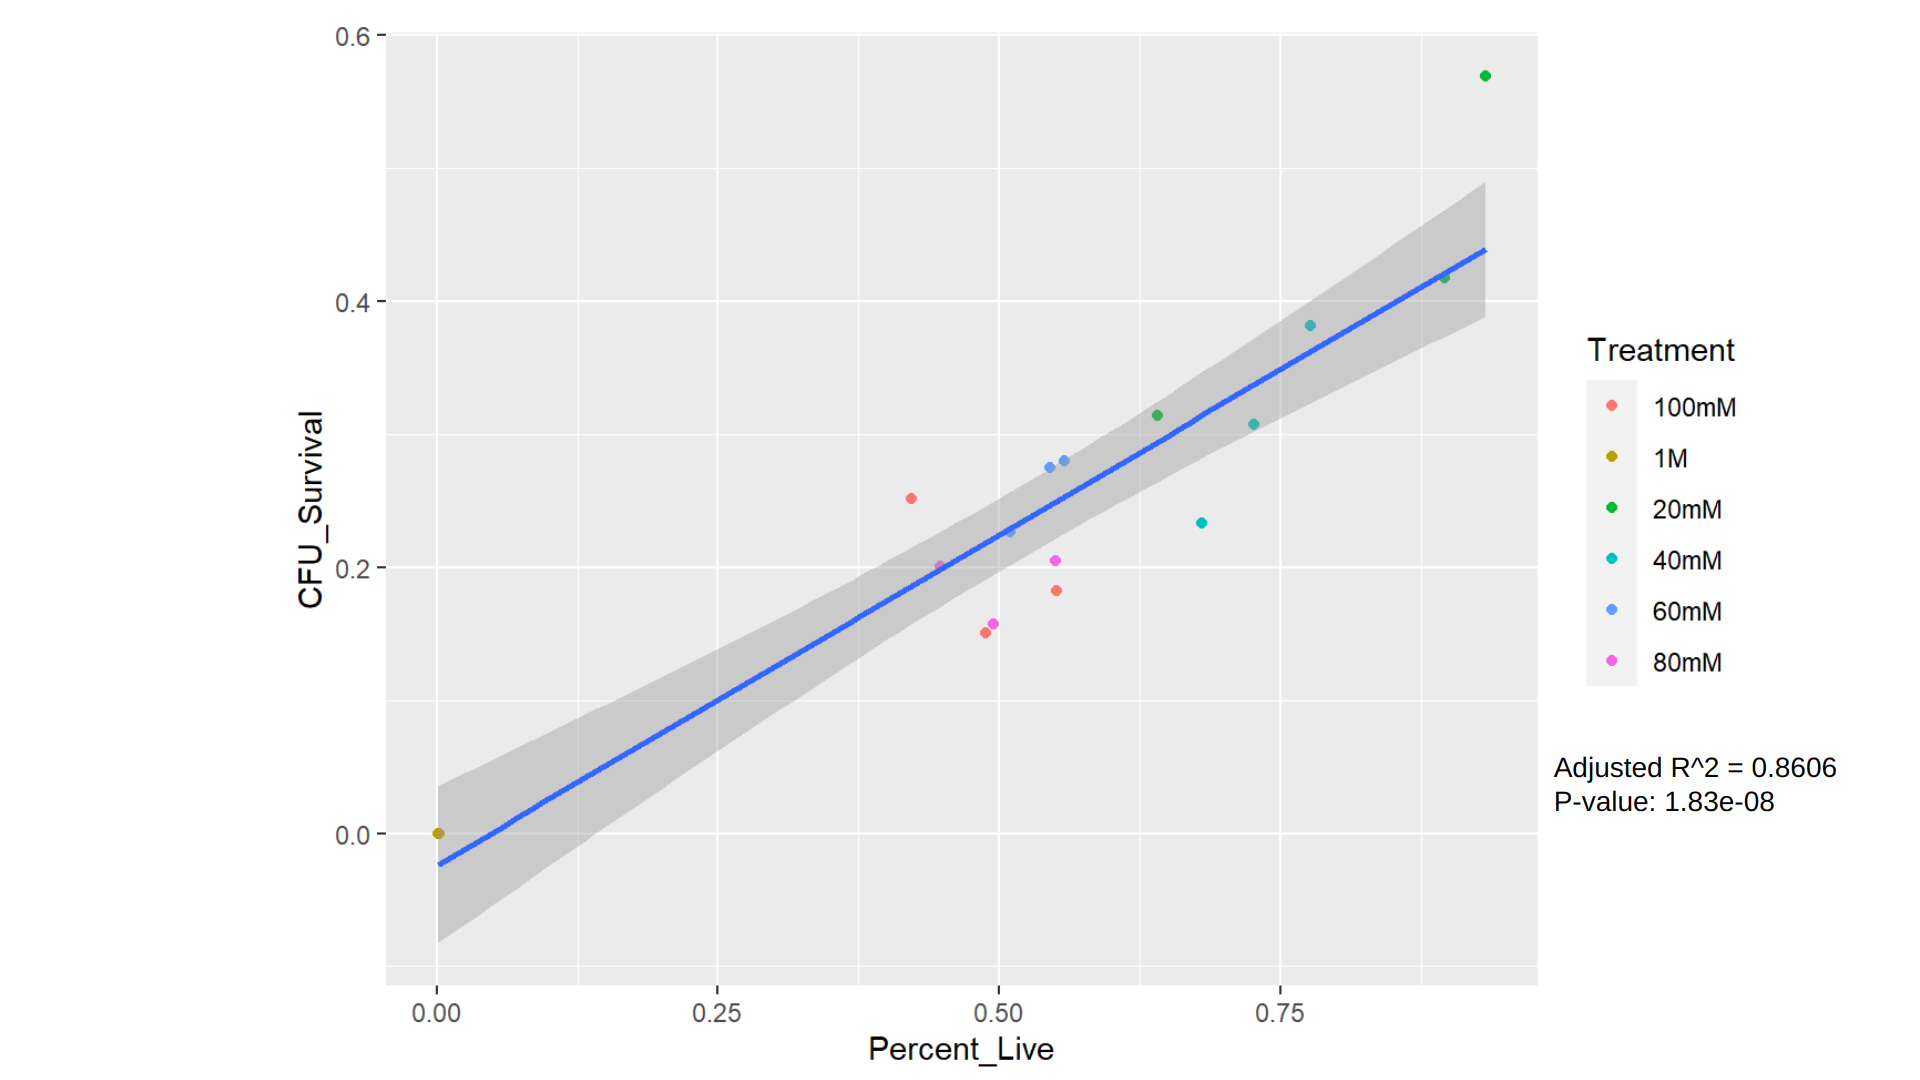 0.6
0.4
0.2
0.0
CFU_Survival
0.00
0.25
0.50
0.75
Percent_Live
Treatment
100mM
1M
20mM
40mM
60mM
80mM
Adjusted R^2 = 0.8606
P-value: 1.83e-08